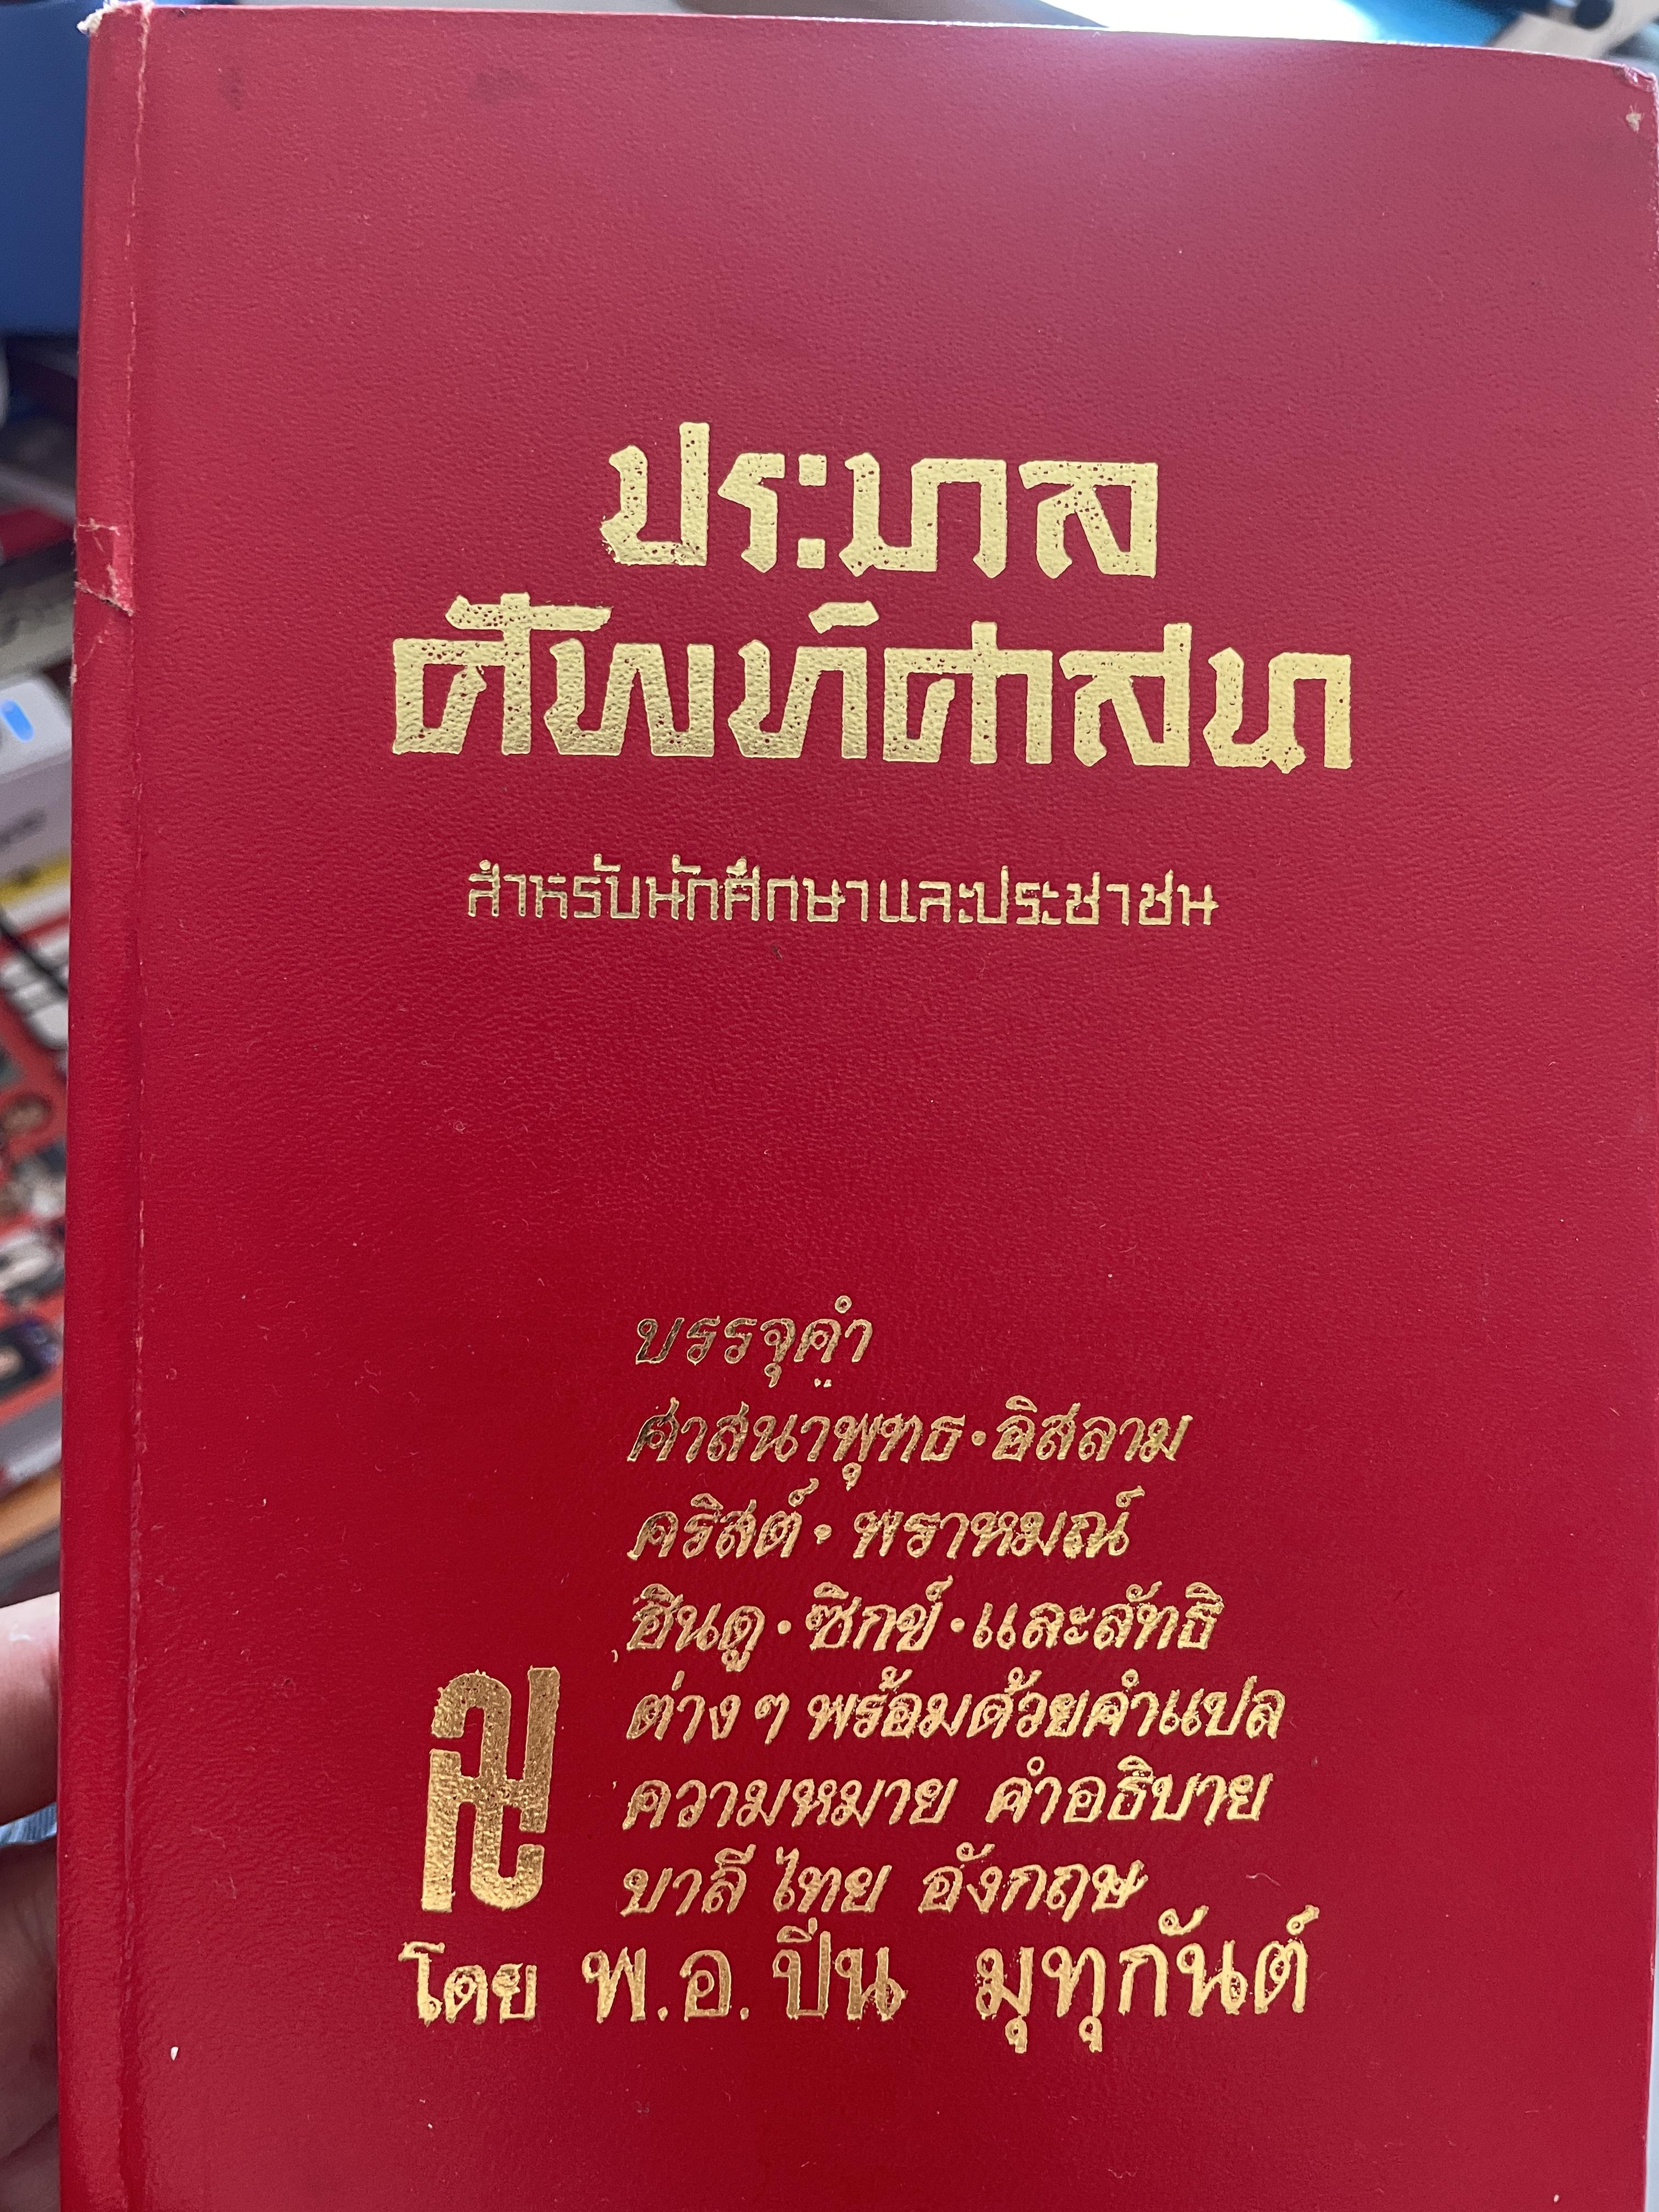 ประมวล
ศัพท์ศาสนา
สำหรับนักศึกษาและประชาชน
บรรจุคำ
ศาสนาพุทธ·อิสลาม
คริสต์·พราหมณ์
ฮินดู·ซิกข์·และลัทธิ
ต่างๆ พร้อมด้วยคำแปล
ความหมาย คำอธิบาย
บาลี ไทย อังกฤษ
โดย พ.อ. ปิ่น มุทุกันต์